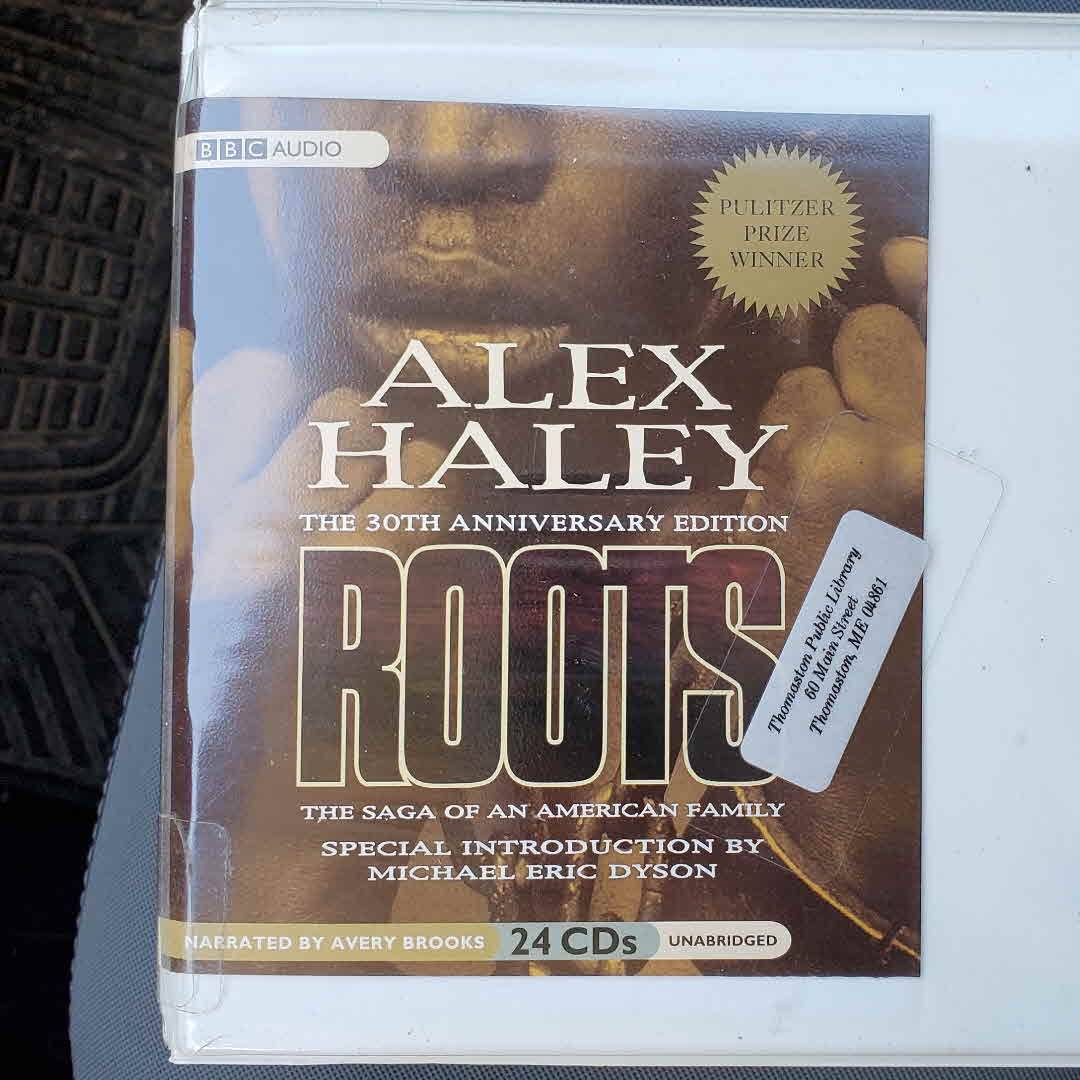 BBC AUDIO
PULITZER
PRIZE
WINNER
ALEX
HALEY
THE 30TH ANNIVERSARY EDITION
ROOTS
Thomaston Public Library
60 Main Street
Thomaston, ME 04861
THE SAGA OF AN AMERICAN FAMILY
SPECIAL INTRODUCTION BY
MICHAEL ERIC DYSON
NARRATED BY AVERY BROOKS 24 CDs UNABRIDGED